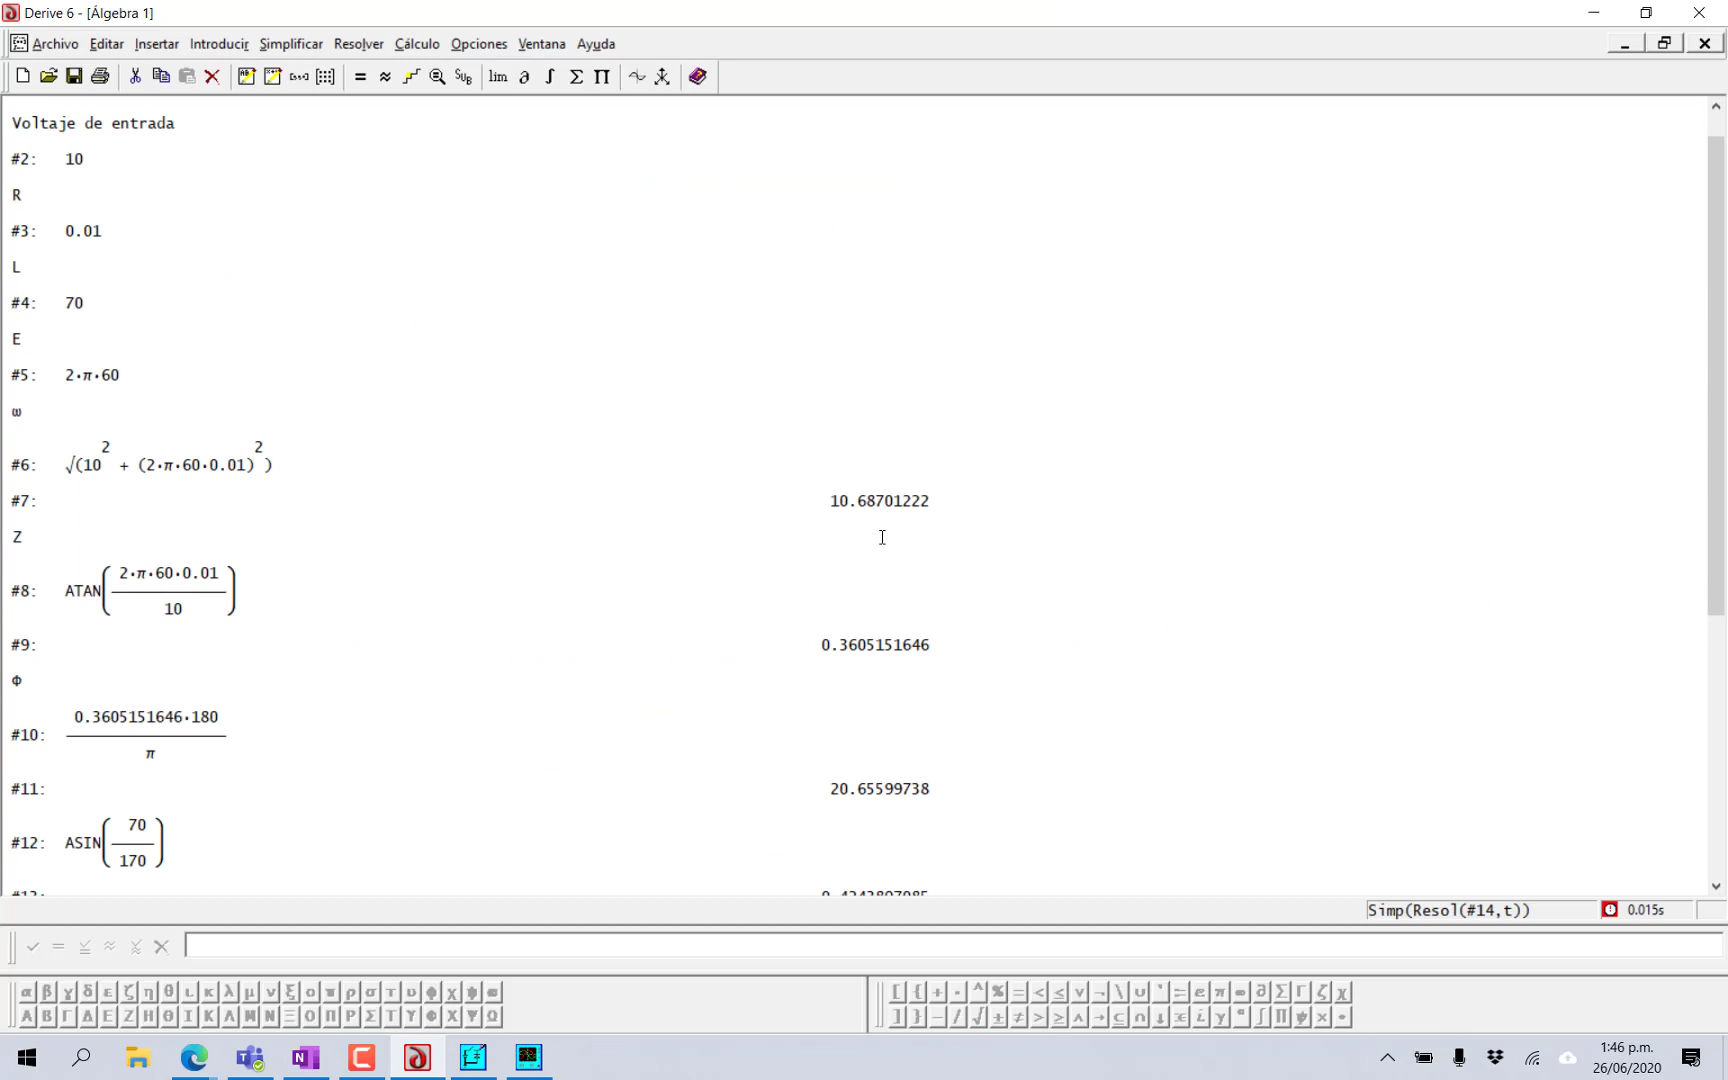 Derive 6 - [Álgebra 1]
Archivo Editar Insertar Introducir Simplificar Resolver Cálculo Opciones Ventana Ayuda
= ≈ SUB lim ∂ ∫ Σ Π
Voltaje de entrada
#2: 10
R
#3: 0.01
L
#4: 70
E
#5: 2·π·60
ω
#6: √(10² + (2·π·60·0.01)²)
#7: 10.68701222
Z
#8: ATAN(2·π·60·0.01 / 10)
#9: 0.3605151646
Φ
#10: 0.3605151646·180 / π
#11: 20.65599738
#12: ASIN(70 / 170)
Simp(Resol(#14,t)) 0.015s
α β γ δ ε ζ η θ ι κ λ μ ν ξ ο π ρ σ τ υ φ χ ψ ω
Α Β Γ Δ Ε Ζ Η Θ Ι Κ Λ Μ Ν Ξ Ο Π Ρ Σ Τ Υ Φ Χ Ψ Ω
1:46 p.m.
26/06/2020